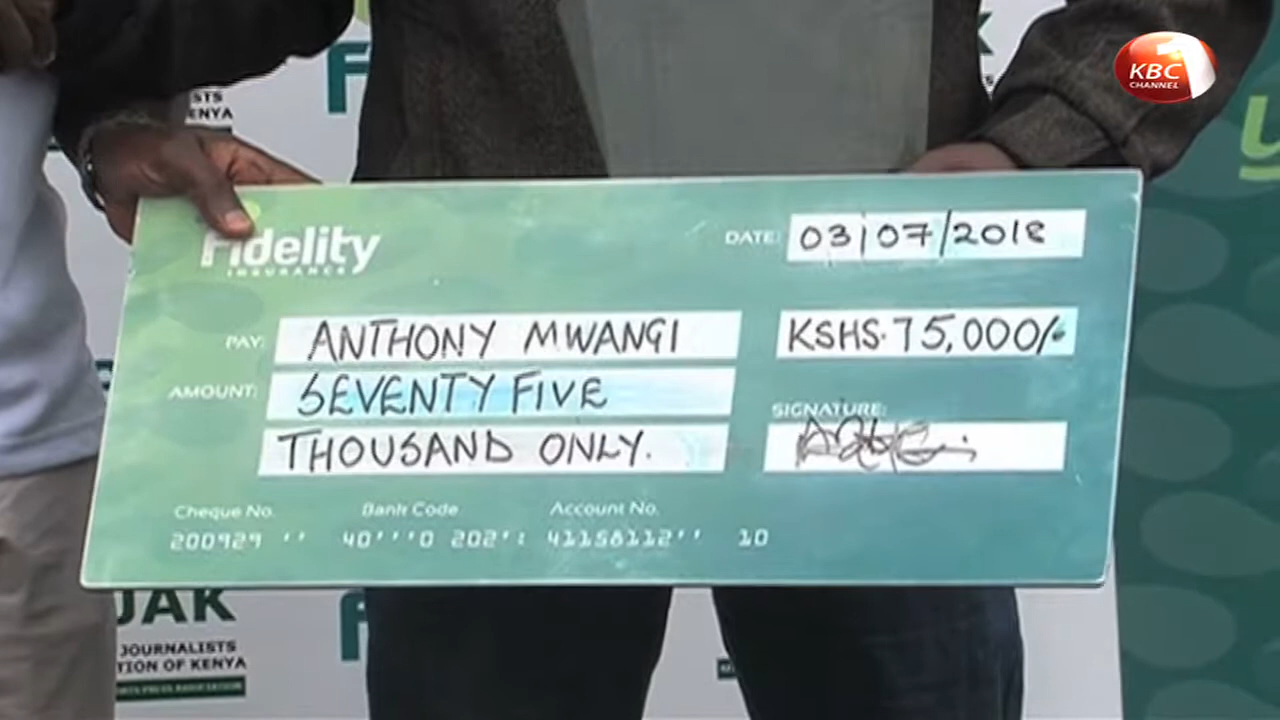 KBC
CHANNEL 1
STS
ENYA
F
Fidelity
INSURANCE
DATE: 03/07/2018
PAY: ANTHONY MWANGI KSHS. 75,000/-
AMOUNT: SEVENTY FIVE
THOUSAND ONLY.
SIGNATURE:
Cheque No. Bank Code Account No.
200929 '' 40'''0 202': 41158112'' 10
JAK
JOURNALISTS
TION OF KENYA
F